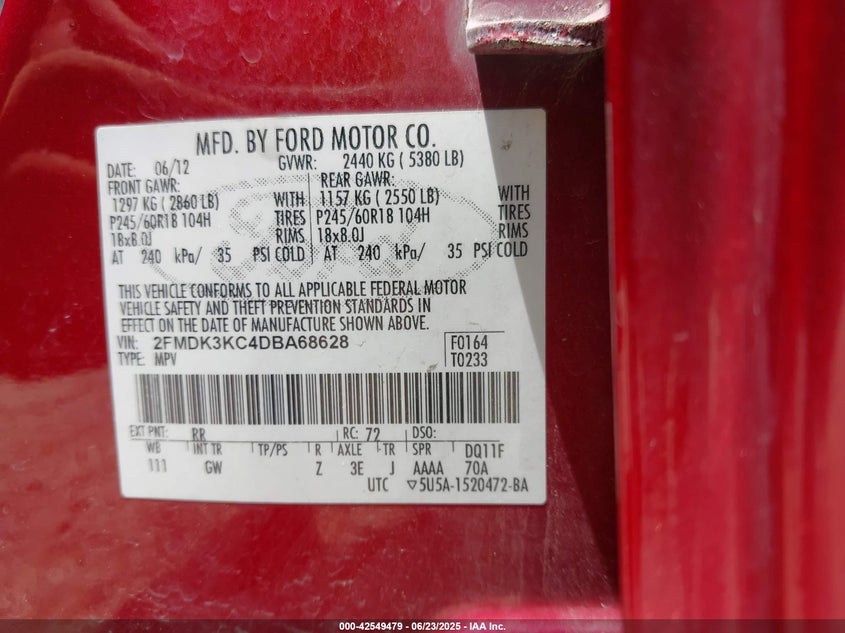 MFD. BY FORD MOTOR CO.
DATE: 06/12 GVWR: 2440 KG ( 5380 LB)
FRONT GAWR: REAR GAWR:
1297 KG ( 2860 LB) WITH 1157 KG ( 2550 LB) WITH
P245/60R18 104H TIRES P245/60R18 104H TIRES
18x8.0J RIMS 18x8.0J RIMS
AT 240 kPa/ 35 PSI COLD AT 240 kPa/ 35 PSI COLD
THIS VEHICLE CONFORMS TO ALL APPLICABLE FEDERAL MOTOR
VEHICLE SAFETY AND THEFT PREVENTION STANDARDS IN
EFFECT ON THE DATE OF MANUFACTURE SHOWN ABOVE.
VIN: 2FMDK3KC4DBA68628 F0164
TYPE: MPV T0233
EXT PNT: RR RC: 72 DSO:
WB INT TR TP/PS R AXLE TR SPR DQ11F
111 GW Z 3E J AAAA 70A
UTC ▽5U5A-1520472-BA
000-42549479 - 06/23/2025 - IAA Inc.